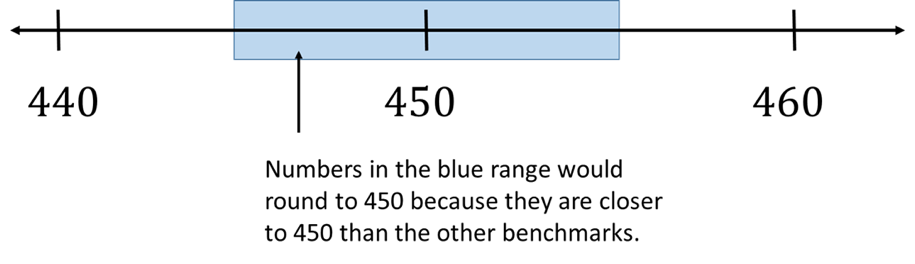 440 450 460
Numbers in the blue range would
round to 450 because they are closer
to 450 than the other benchmarks.